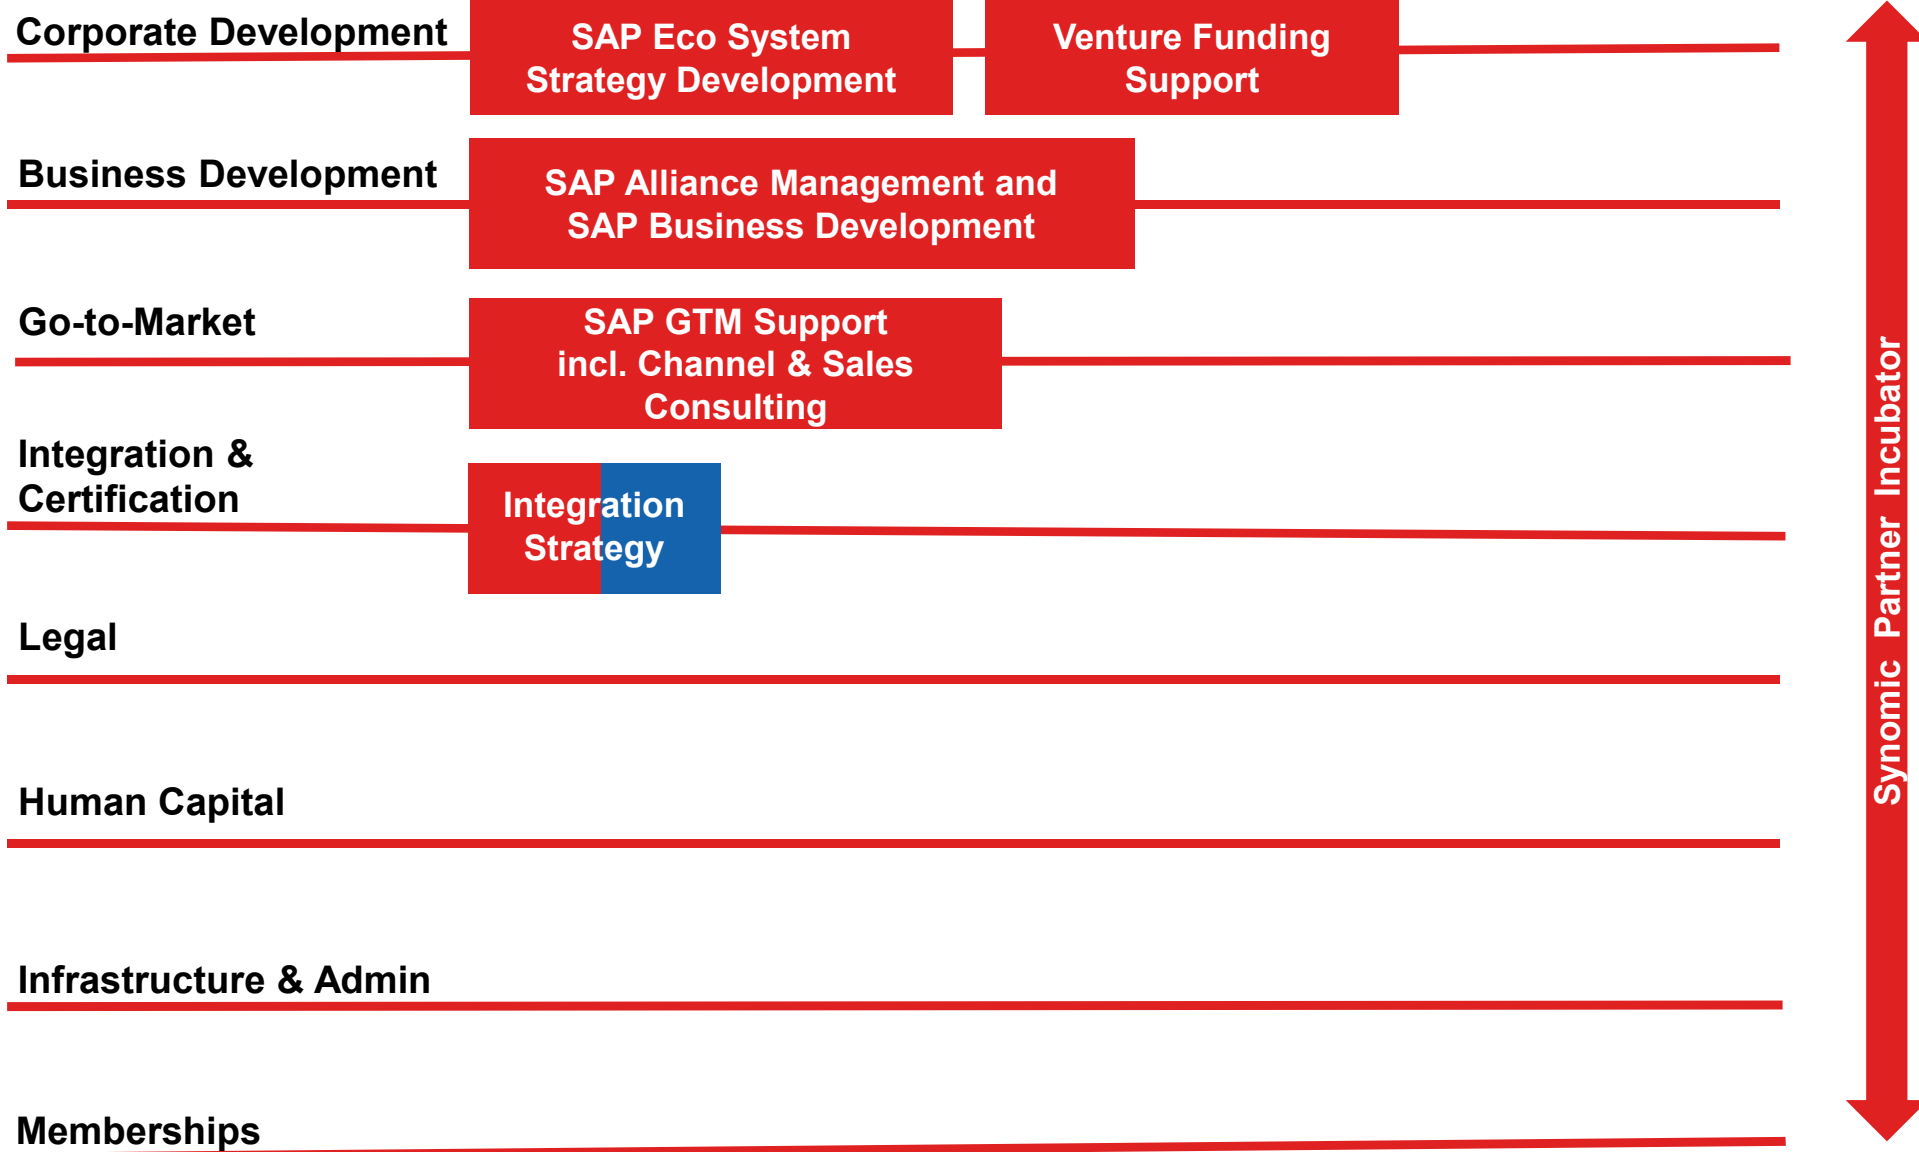 Corporate Development
SAP Eco System
Strategy Development
Venture Funding
Support
Business Development
SAP Alliance Management and
SAP Business Development
Go-to-Market
SAP GTM Support
incl. Channel & Sales
Consulting
Integration &
Certification
Integration
Strategy
Legal
Human Capital
Infrastructure & Admin
Memberships
Synomic Partner Incubator